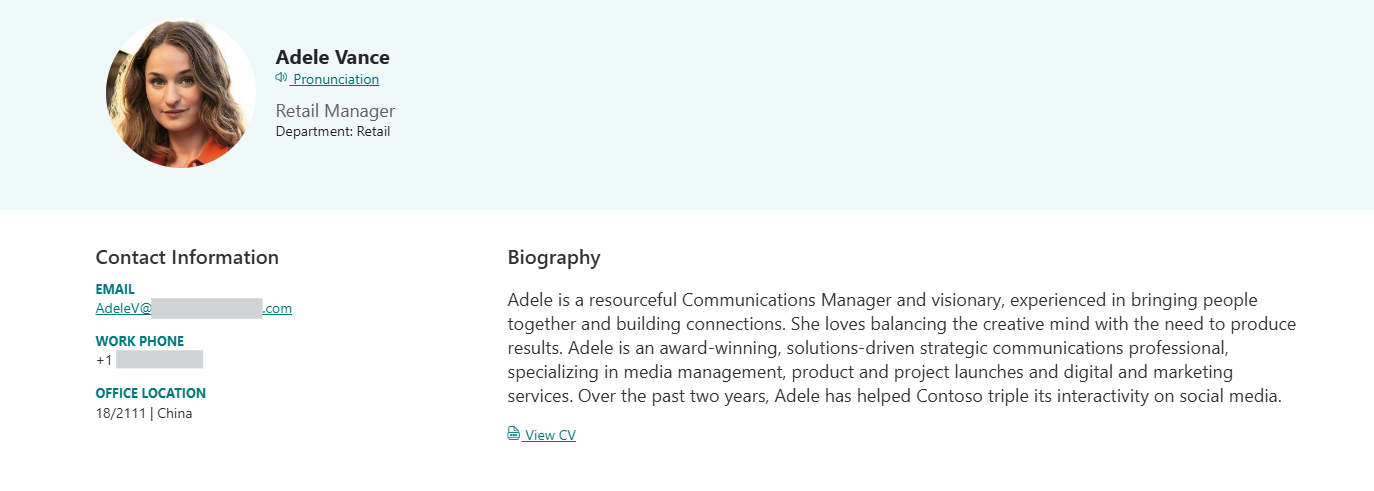 Adele Vance
Pronunciation
Retail Manager
Department: Retail
Contact Information
EMAIL
AdeleV@ .com
WORK PHONE
+1
OFFICE LOCATION
18/2111 | China
Biography
Adele is a resourceful Communications Manager and visionary, experienced in bringing people
together and building connections. She loves balancing the creative mind with the need to produce
results. Adele is an award-winning, solutions-driven strategic communications professional,
specializing in media management, product and project launches and digital and marketing
services. Over the past two years, Adele has helped Contoso triple its interactivity on social media.
View CV